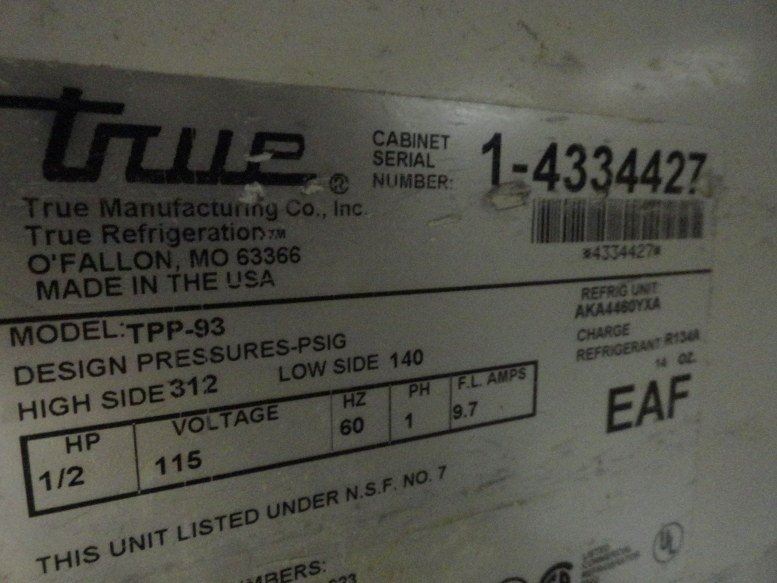 true ®
True Manufacturing Co., Inc.
True Refrigeration TM
O'FALLON, MO 63366
MADE IN THE USA
CABINET
SERIAL
NUMBER: 1-4334427
*4334427*
MODEL: TPP-93
DESIGN PRESSURES-PSIG
HIGH SIDE 312 LOW SIDE 140
REFRIG UNIT
AKA4460YXA
CHARGE
REFRIGERANT R134A
14 OZ.
EAF
HP VOLTAGE HZ PH F.L. AMPS
1/2 115 60 1 9.7
THIS UNIT LISTED UNDER N.S.F. NO. 7
UL